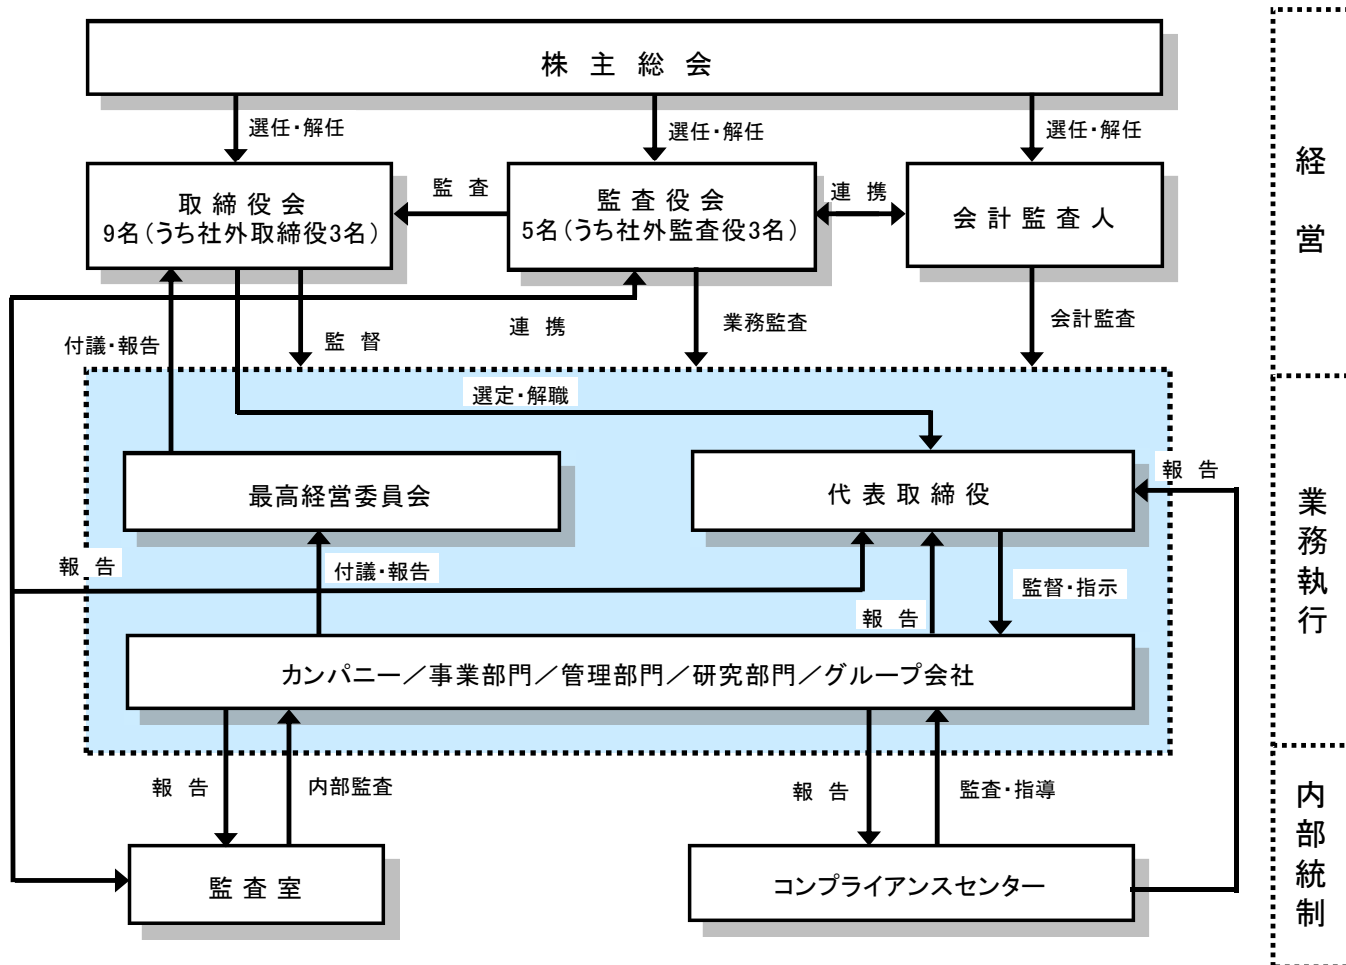 株主総会
選任・解任
選任・解任
選任・解任
取締役会
9名(うち社外取締役3名)
監査
監査役会
5名(うち社外監査役3名)
連携
会計監査人
付議・報告
監督
連携
業務監査
会計監査
選定・解職
最高経営委員会
代表取締役
報告
報告
付議・報告
報告
監督・指示
カンパニー/事業部門/管理部門/研究部門/グループ会社
報告
内部監査
報告
監査・指導
監査室
コンプライアンスセンター
経営
業務執行
内部統制